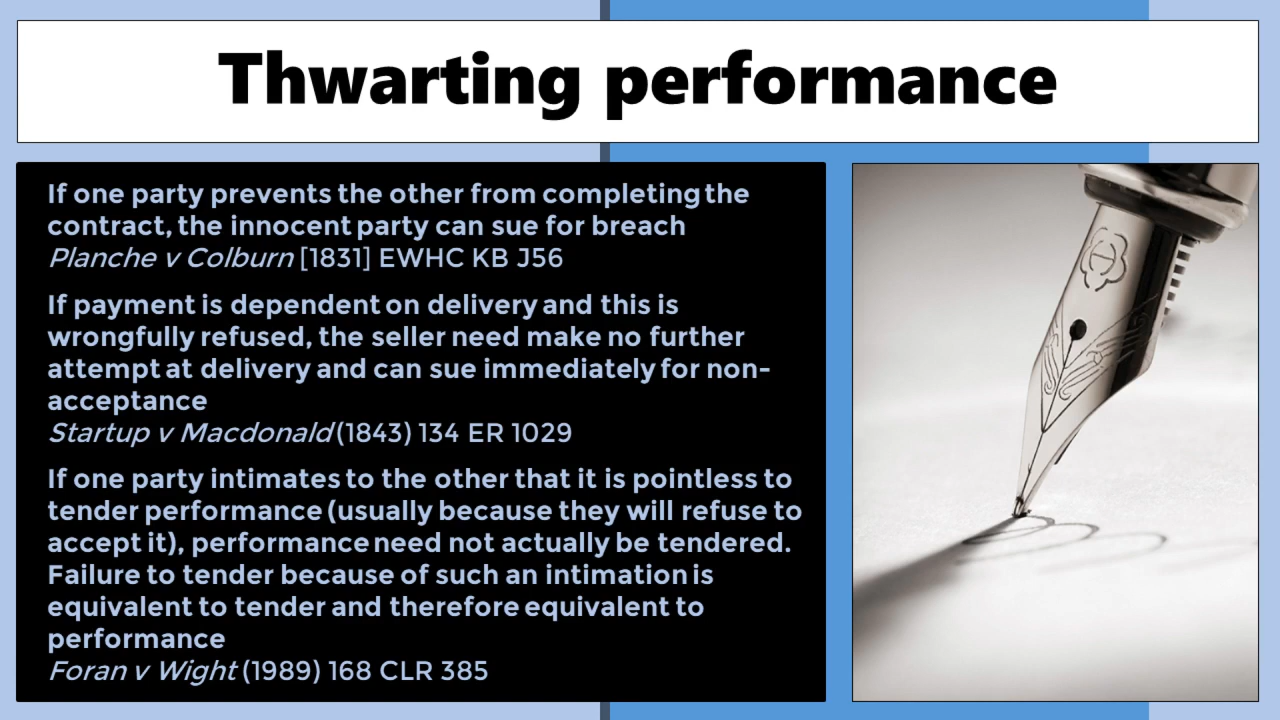 Thwarting performance
If one party prevents the other from completing the
contract, the innocent party can sue for breach
Planche v Colburn [1831] EWHC KB J56
If payment is dependent on delivery and this is
wrongfully refused, the seller need make no further
attempt at delivery and can sue immediately for non-
acceptance
Startup v Macdonald (1843) 134 ER 1029
If one party intimates to the other that it is pointless to
tender performance (usually because they will refuse to
accept it), performance need not actually be tendered.
Failure to tender because of such an intimation is
equivalent to tender and therefore equivalent to
performance
Foran v Wight (1989) 168 CLR 385